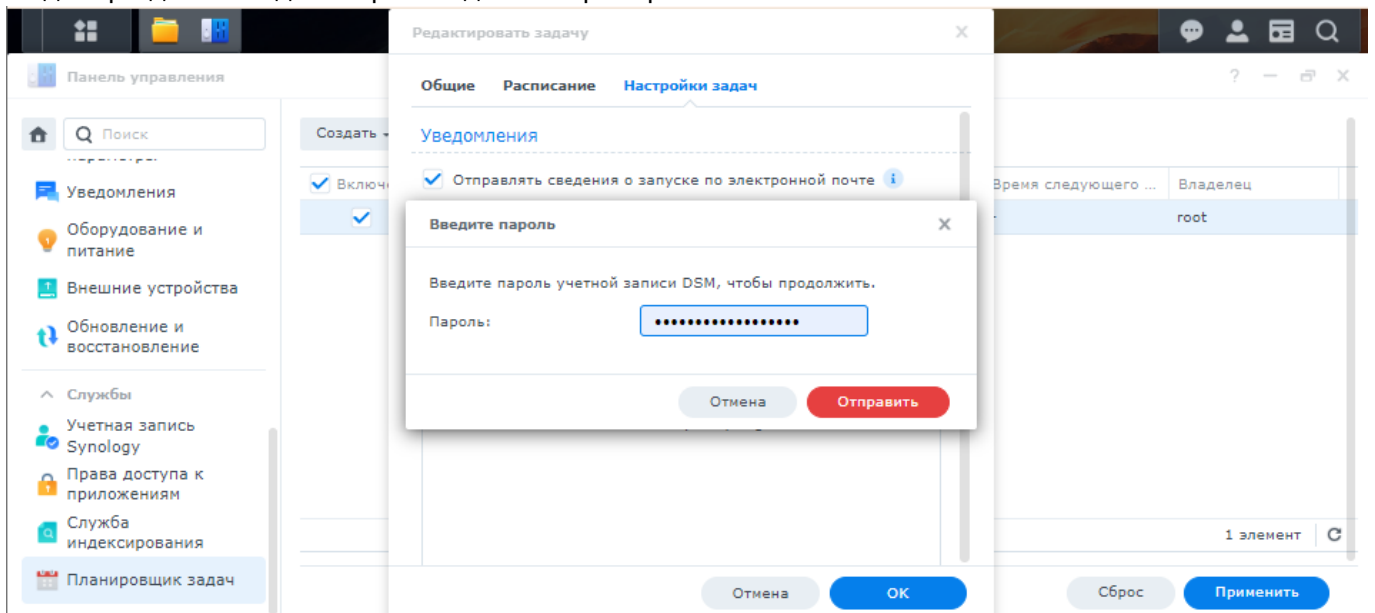 Редактировать задачу
Панель управления
Общие Расписание Настройки задач
Поиск
Создать
Уведомления
Уведомления
Включ
Отправлять сведения о запуске по электронной почте
Время следующего ... Владелец
root
Оборудование и
питание
Введите пароль
Внешние устройства
Введите пароль учетной записи DSM, чтобы продолжить.
Обновление и
восстановление
Пароль: ••••••••••••••••••
Отмена Отправить
Службы
Учетная запись
Synology
Права доступа к
приложениям
Служба
индексирования
1 элемент
Планировщик задач
Отмена OK
Сброс Применить